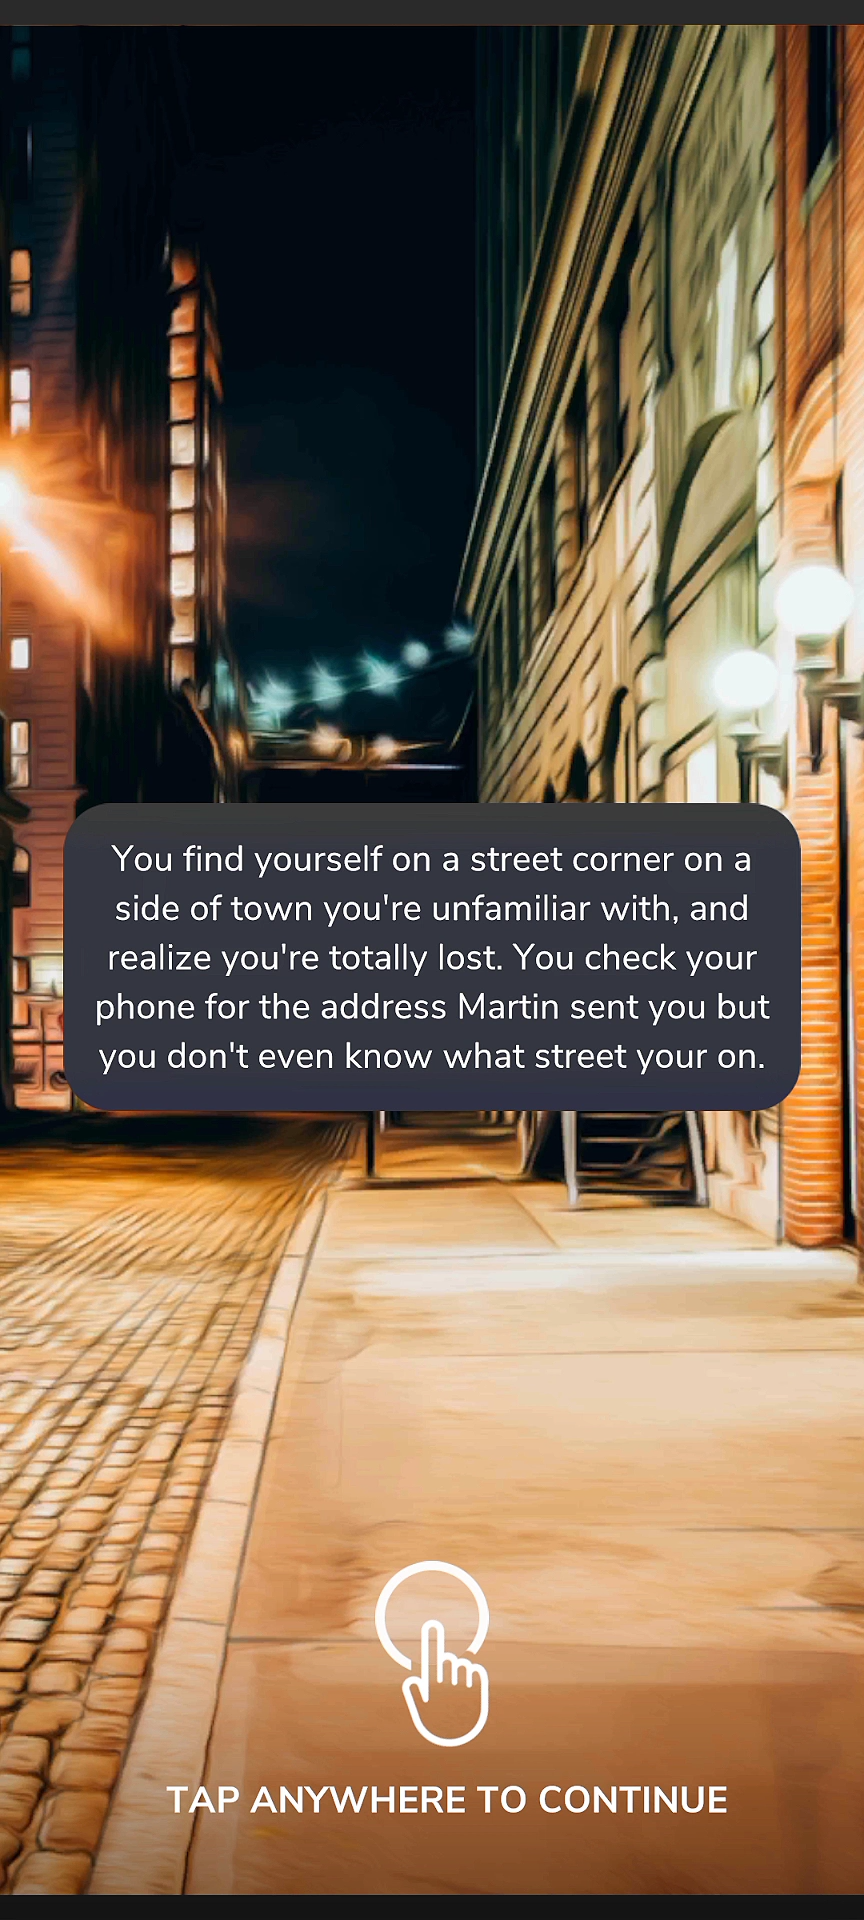 You find yourself on a street corner on a
side of town you're unfamiliar with, and
realize you're totally lost. You check your
phone for the address Martin sent you but
you don't even know what street your on.
TAP ANYWHERE TO CONTINUE